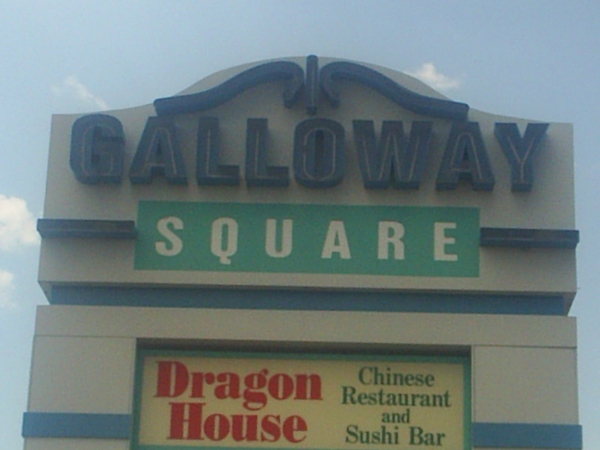 GALLOWAY
SQUARE
Dragon
House
Chinese
Restaurant
and
Sushi Bar